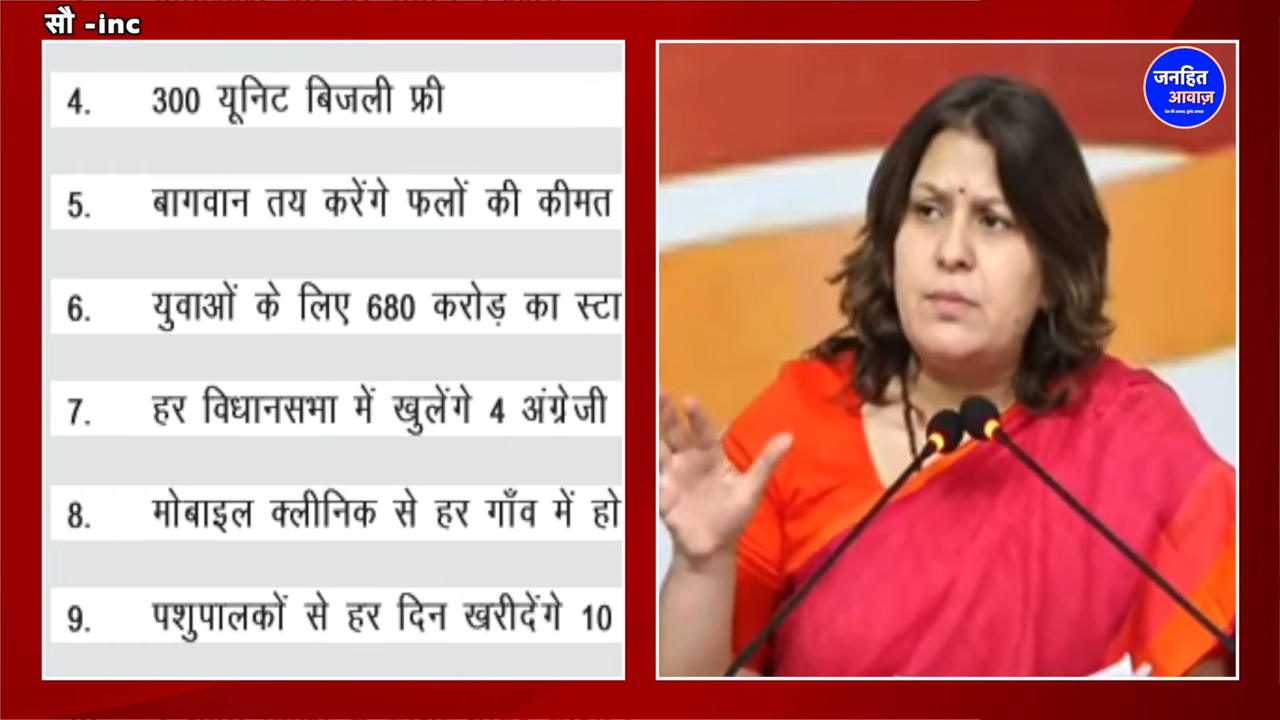 सौ -inc
4. 300 यूनिट बिजली फ्री
5. बागवान तय करेंगे फलों की कीमत
6. युवाओं के लिए 680 करोड़ का स्टा
7. हर विधानसभा में खुलेंगे 4 अंग्रेजी
8. मोबाइल क्लीनिक से हर गाँव में हो
9. पशुपालकों से हर दिन खरीदेंगे 10
जनहित
आवाज़